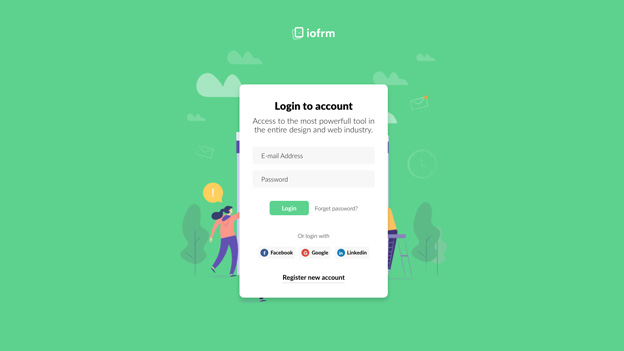 iofrm
Login to account
Access to the most powerfull tool in
the entire design and web industry.
E-mail Address
Password
Login Forget password?
Or login with
Facebook Google Linkedin
Register new account